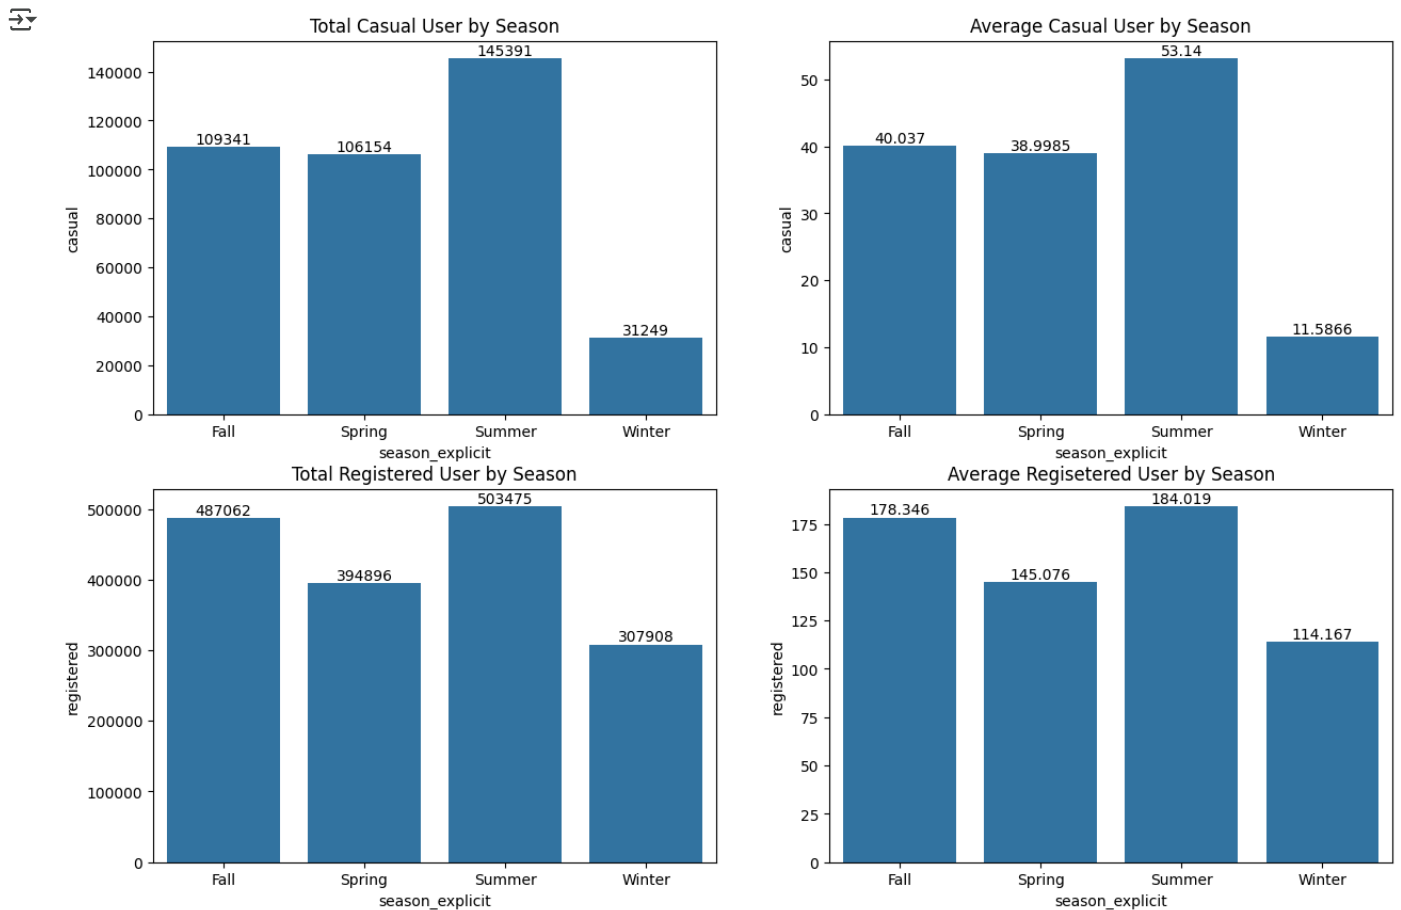 Total Casual User by Season
casual
140000
120000
100000
80000
60000
40000
20000
0
109341
106154
145391
31249
Fall Spring Summer Winter
season_explicit
Average Casual User by Season
casual
50
40
30
20
10
0
40.037
38.9985
53.14
11.5866
Fall Spring Summer Winter
season_explicit
Total Registered User by Season
registered
500000
400000
300000
200000
100000
0
487062
394896
503475
307908
Fall Spring Summer Winter
season_explicit
Average Regisetered User by Season
registered
175
150
125
100
75
50
25
0
178.346
145.076
184.019
114.167
Fall Spring Summer Winter
season_explicit